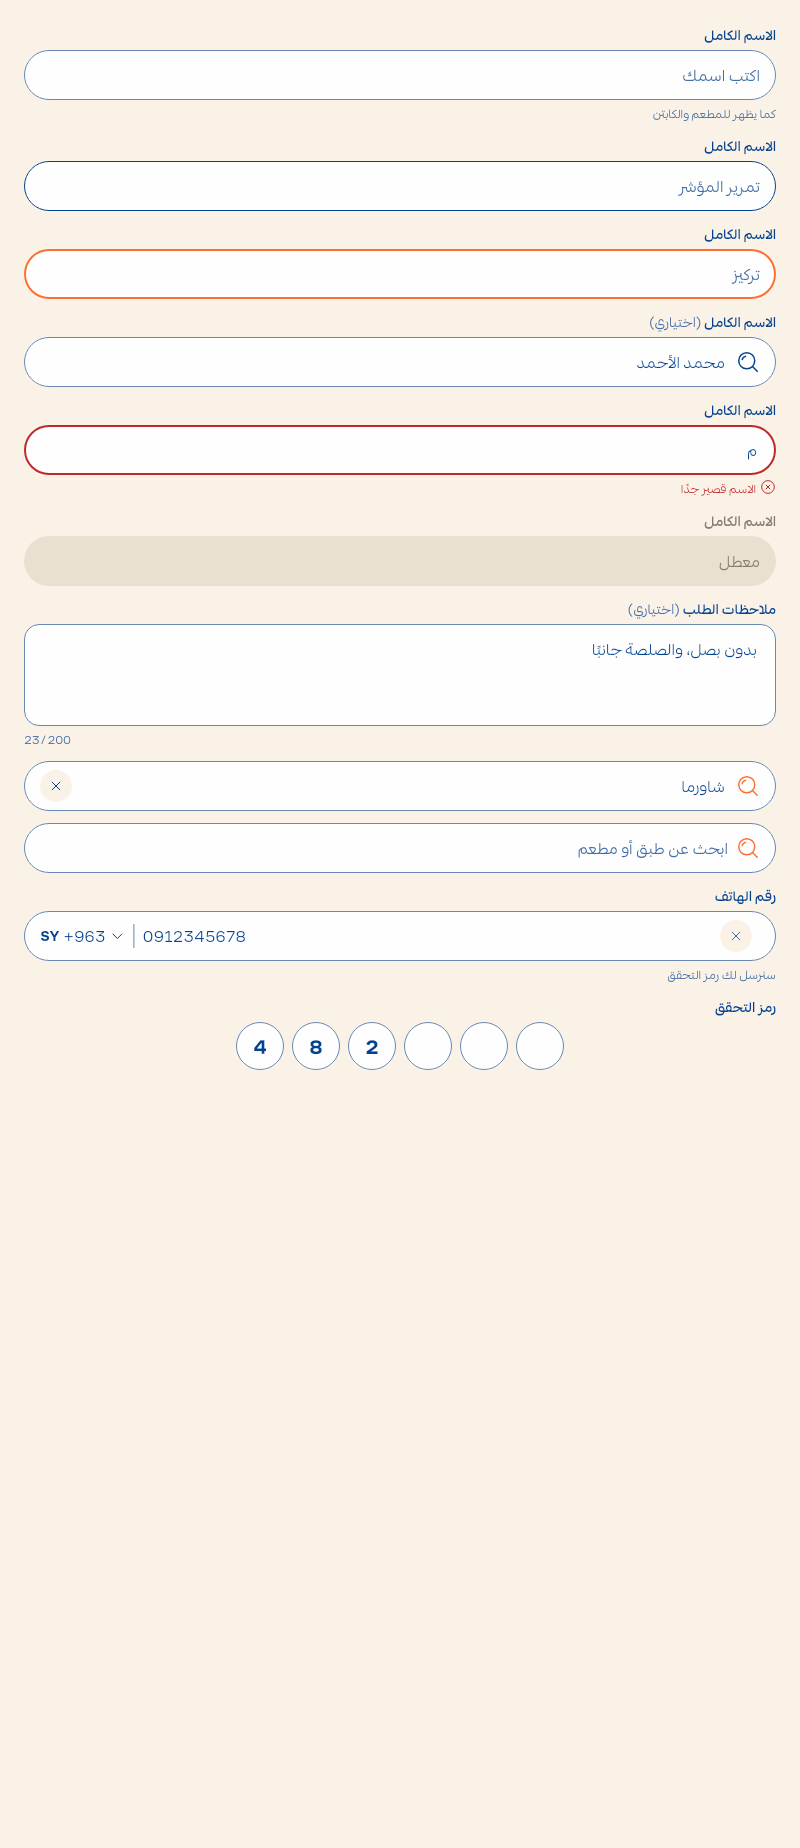 الاسم الكامل
اكتب اسمك
كما يظهر للمطعم والكابتن
الاسم الكامل
تمرير المؤشر
الاسم الكامل
تركيز
الاسم الكامل (اختياري)
محمد الأحمد
الاسم الكامل
م
الاسم قصير جدًا
الاسم الكامل
معطل
ملاحظات الطلب (اختياري)
بدون بصل، والصلصة جانبًا
23 / 200
شاورما
ابحث عن طبق أو مطعم
رقم الهاتف
SY +963 0912345678
سنرسل لك رمز التحقق
رمز التحقق
4 8 2